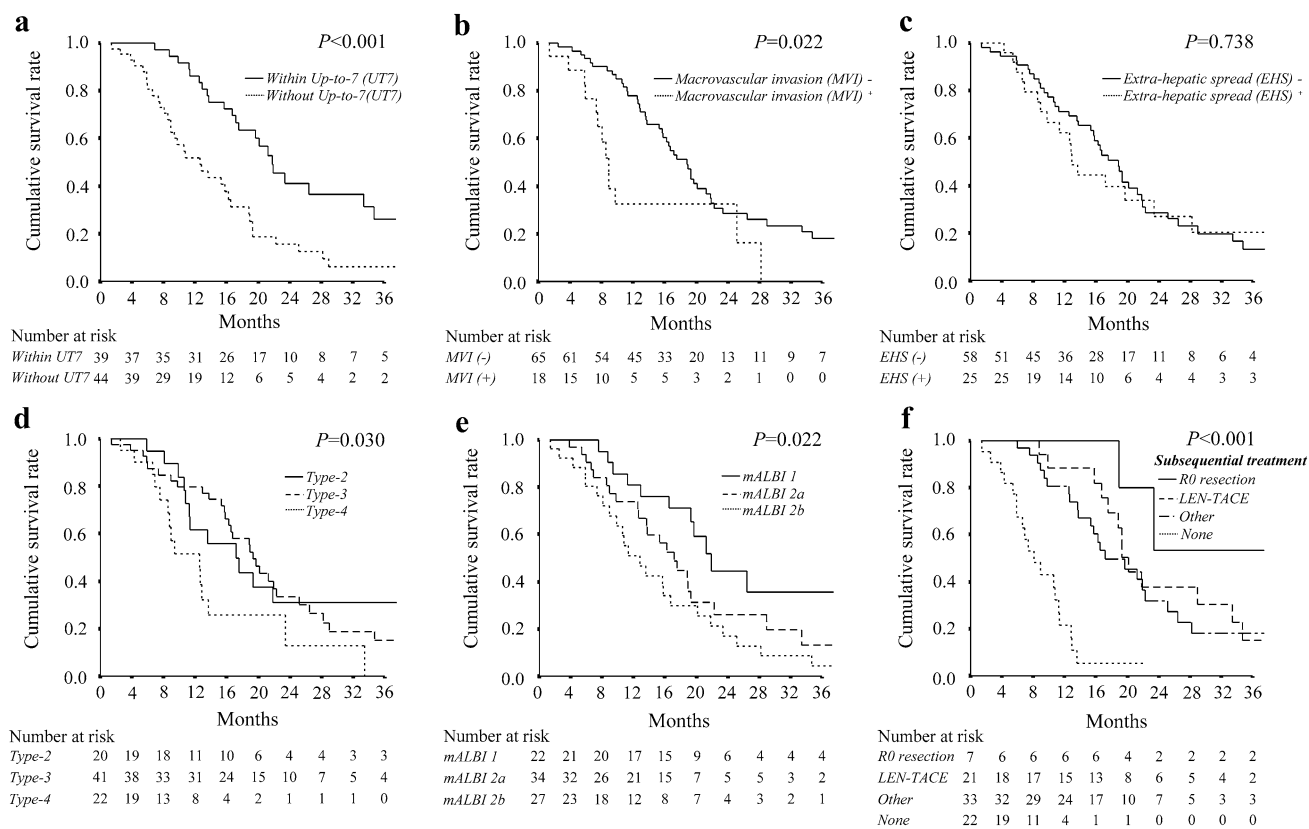 a
P<0.001
Cumulative survival rate
1.0
0.8
0.6
0.4
0.2
0.0
Within Up-to-7 (UT7)
Without Up-to-7(UT7)
0 4 8 12 16 20 24 28 32 36
Months
Number at risk
Within UT7 39 37 35 31 26 17 10 8 7 5
Without UT7 44 39 29 19 12 6 5 4 2 2
b
P=0.022
Cumulative survival rate
1.0
0.8
0.6
0.4
0.2
0.0
Macrovascular invasion (MVI) -
Macrovascular invasion (MVI) +
0 4 8 12 16 20 24 28 32 36
Months
Number at risk
MVI (-) 65 61 54 45 33 20 13 11 9 7
MVI (+) 18 15 10 5 5 3 2 1 0 0
c
P=0.738
Cumulative survival rate
1.0
0.8
0.6
0.4
0.2
0.0
Extra-hepatic spread (EHS) -
Extra-hepatic spread (EHS) +
0 4 8 12 16 20 24 28 32 36
Months
Number at risk
EHS (-) 58 51 45 36 28 17 11 8 6 4
EHS (+) 25 25 19 14 10 6 4 4 3 3
d
P=0.030
Cumulative survival rate
1.0
0.8
0.6
0.4
0.2
0.0
Type-2
Type-3
Type-4
0 4 8 12 16 20 24 28 32 36
Months
Number at risk
Type-2 20 19 18 11 10 6 4 4 3 3
Type-3 41 38 33 31 24 15 10 7 5 4
Type-4 22 19 13 8 4 2 1 1 1 0
e
P=0.022
Cumulative survival rate
1.0
0.8
0.6
0.4
0.2
0.0
mALBI 1
mALBI 2a
mALBI 2b
0 4 8 12 16 20 24 28 32 36
Months
Number at risk
mALBI 1 22 21 20 17 15 9 6 4 4 4
mALBI 2a 34 32 26 21 15 7 5 5 3 2
mALBI 2b 27 23 18 12 8 7 4 3 2 1
f
P<0.001
Cumulative survival rate
1.0
0.8
0.6
0.4
0.2
0.0
Subsequential treatment
R0 resection
LEN-TACE
Other
None
0 4 8 12 16 20 24 28 32 36
Months
Number at risk
R0 resection 7 6 6 6 6 4 2 2 2 2
LEN-TACE 21 18 17 15 13 8 6 5 4 2
Other 33 32 29 24 17 10 7 5 3 3
None 22 19 11 4 1 1 0 0 0 0